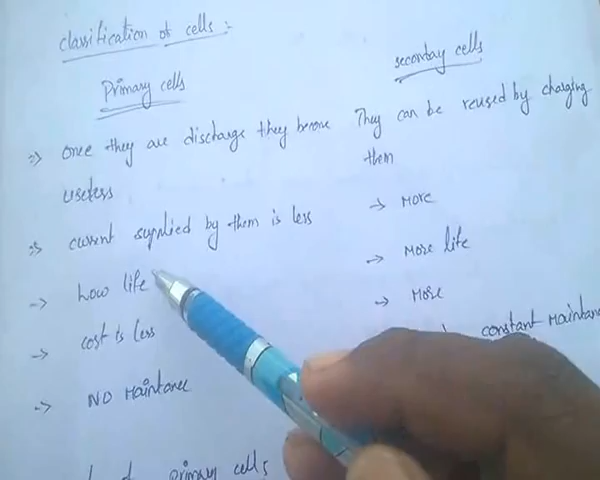 classification of cells :-
Primary cells
seconday cells
=> once they are discharge they become
useless
They can be reused by charging
them
=> current supplied by them is less
-> More
-> Low life
-> More life
-> cost is less
-> More
-> NO Maintance
constant Maintanan
primary cells